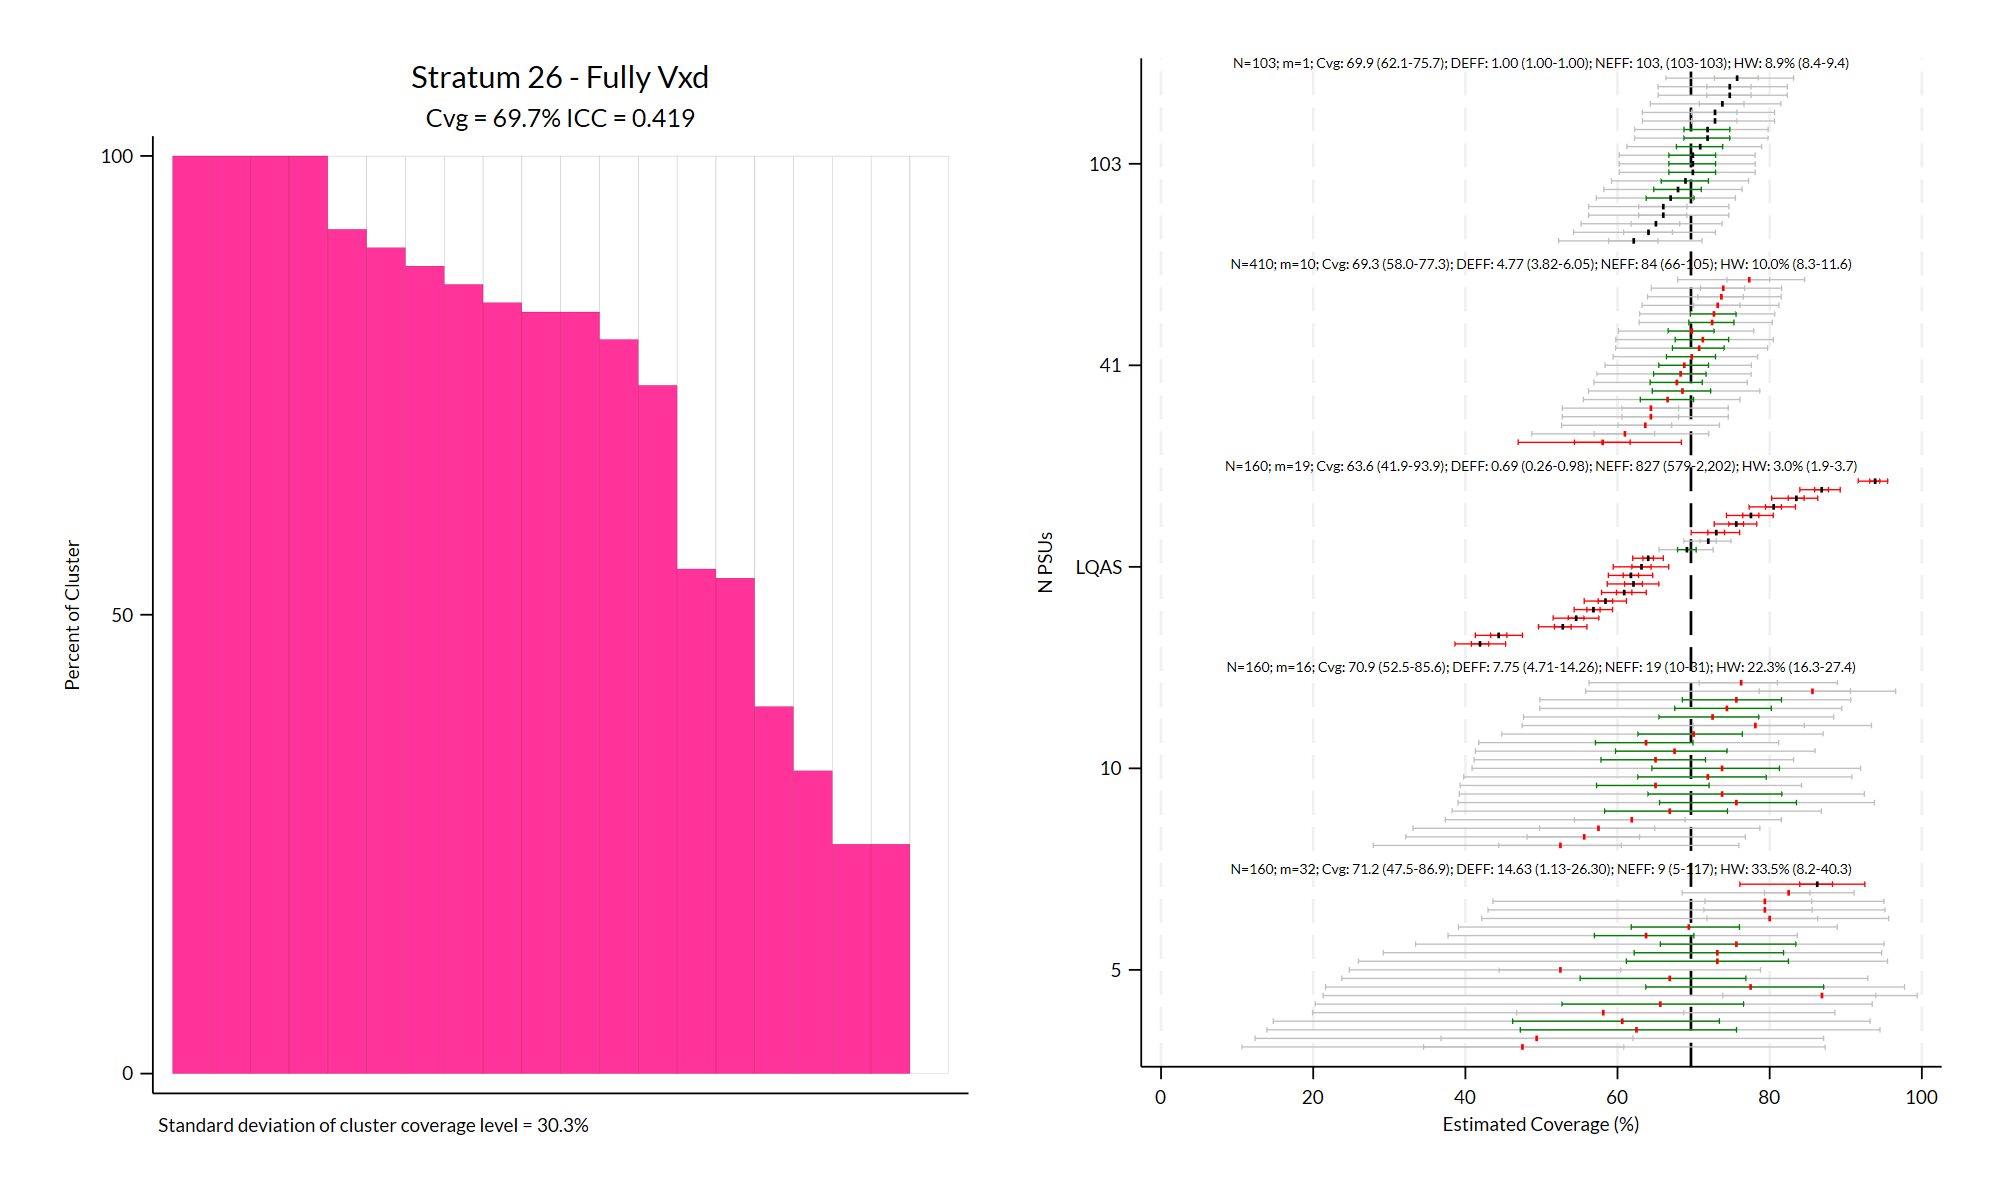 Stratum 26 - Fully Vxd
Cvg = 69.7% ICC = 0.419
100
50
0
Percent of Cluster
Standard deviation of cluster coverage level = 30.3%
N=103; m=1; Cvg: 69.9 (62.1-75.7); DEFF: 1.00 (1.00-1.00); NEFF: 103, (103-103); HW: 8.9% (8.4-9.4)
103
N=410; m=10; Cvg: 69.3 (58.0-77.3); DEFF: 4.77 (3.82-6.05); NEFF: 84 (66-105); HW: 10.0% (8.3-11.6)
41
N=160; m=19; Cvg: 63.6 (41.9-93.9); DEFF: 0.69 (0.26-0.98); NEFF: 827 (579-2,202); HW: 3.0% (1.9-3.7)
LQAS
N PSUs
N=160; m=16; Cvg: 70.9 (52.5-85.6); DEFF: 7.75 (4.71-14.26); NEFF: 19 (10-31); HW: 22.3% (16.3-27.4)
10
N=160; m=32; Cvg: 71.2 (47.5-86.9); DEFF: 14.63 (1.13-26.30); NEFF: 9 (5-117); HW: 33.5% (8.2-40.3)
5
0 20 40 60 80 100
Estimated Coverage (%)